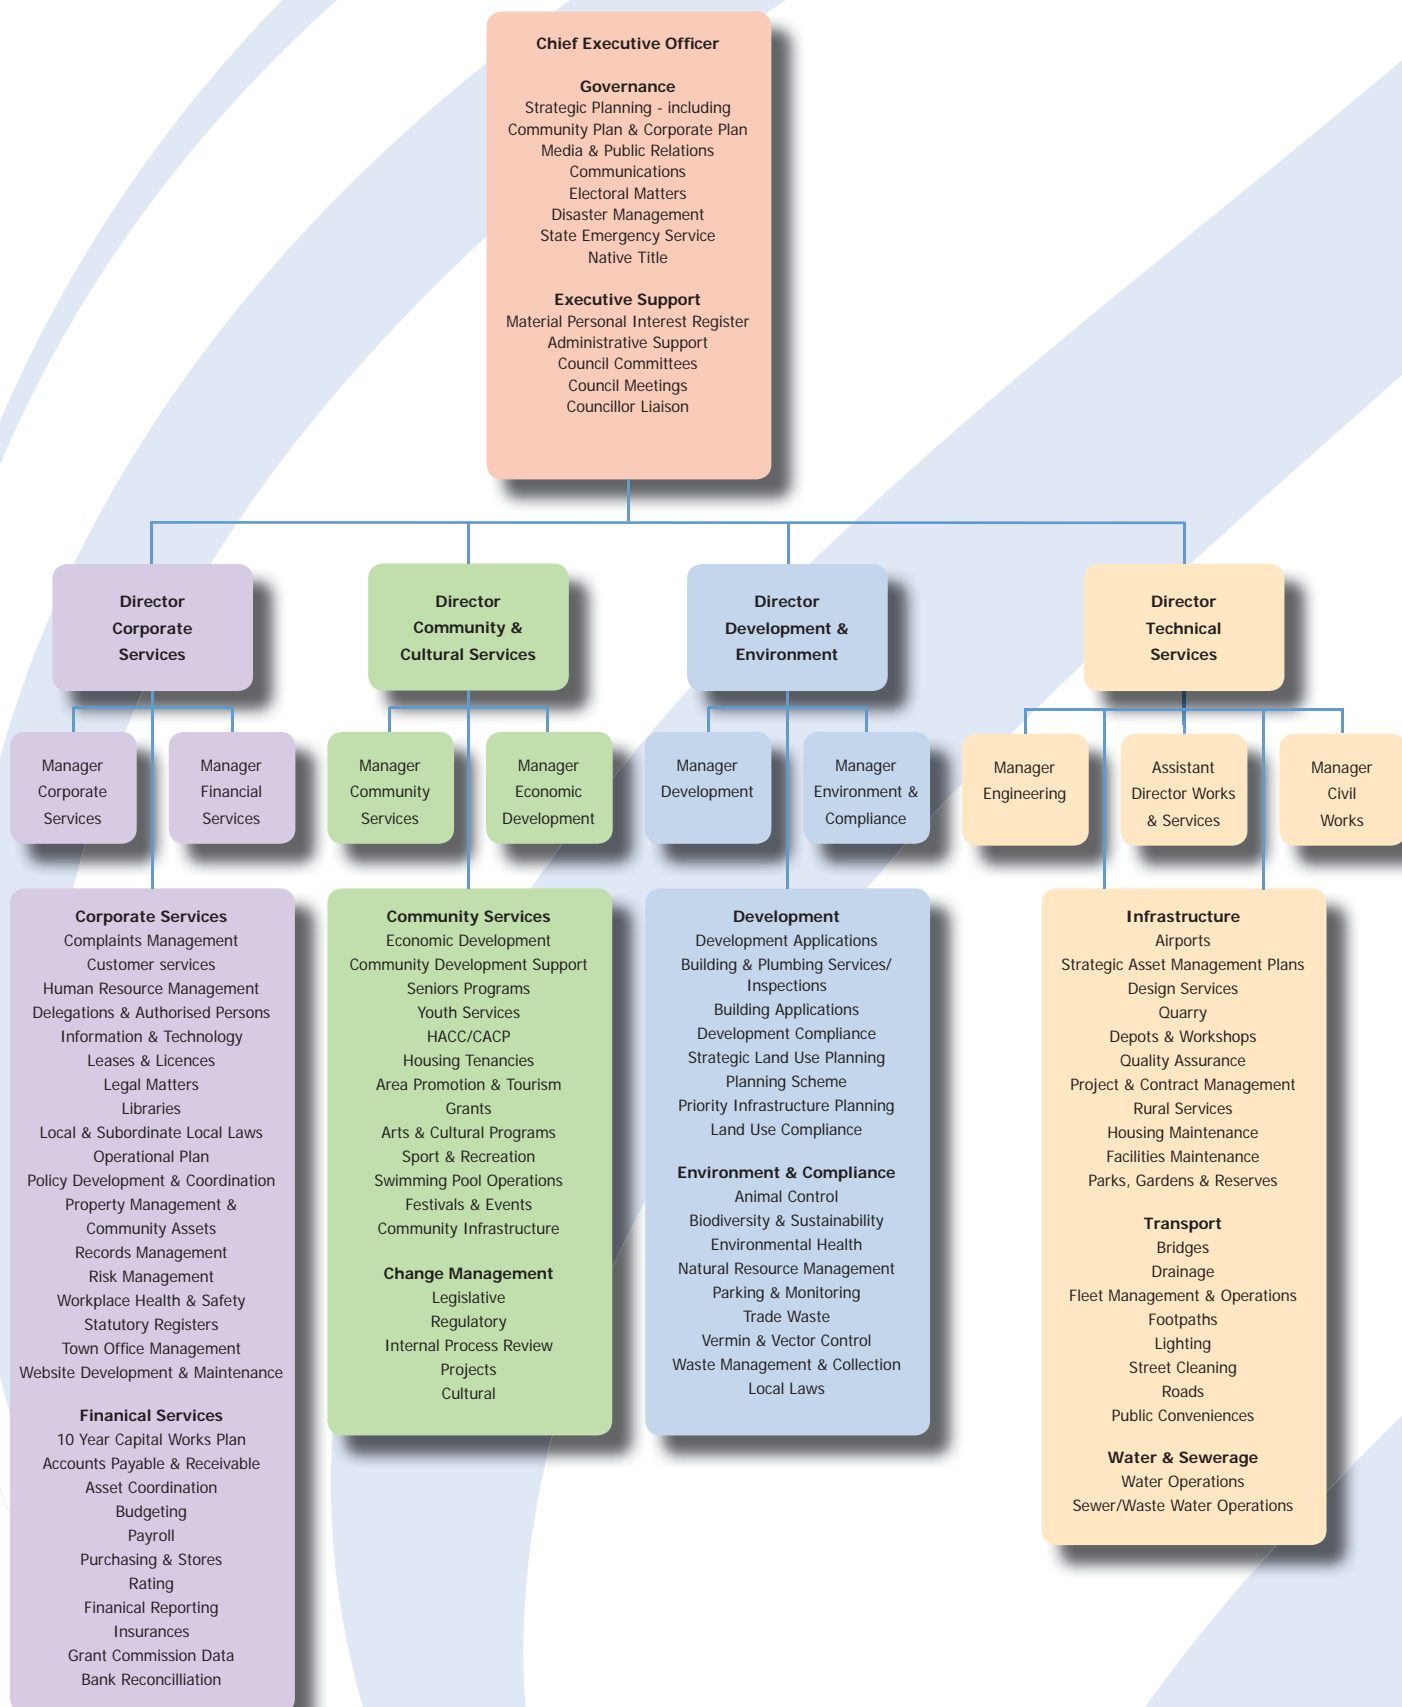 Chief Executive Officer
Governance
Strategic Planning - including
Community Plan & Corporate Plan
Media & Public Relations
Communications
Electoral Matters
Disaster Management
State Emergency Service
Native Title
Executive Support
Material Personal Interest Register
Administrative Support
Council Committees
Council Meetings
Councillor Liaison
Director
Corporate
Services
Director
Community &
Cultural Services
Director
Development &
Environment
Director
Technical
Services
Manager
Corporate
Services
Manager
Financial
Services
Manager
Community
Services
Manager
Economic
Development
Manager
Development
Manager
Environment &
Compliance
Manager
Engineering
Assistant
Director Works
& Services
Manager
Civil
Works
Corporate Services
Complaints Management
Customer services
Human Resource Management
Delegations & Authorised Persons
Information & Technology
Leases & Licences
Legal Matters
Libraries
Local & Subordinate Local Laws
Operational Plan
Policy Development & Coordination
Property Management &
Community Assets
Records Management
Risk Management
Workplace Health & Safety
Statutory Registers
Town Office Management
Website Development & Maintenance
Finanical Services
10 Year Capital Works Plan
Accounts Payable & Receivable
Asset Coordination
Budgeting
Payroll
Purchasing & Stores
Rating
Finanical Reporting
Insurances
Grant Commission Data
Bank Reconcilliation
Community Services
Economic Development
Community Development Support
Seniors Programs
Youth Services
HACC/CACP
Housing Tenancies
Area Promotion & Tourism
Grants
Arts & Cultural Programs
Sport & Recreation
Swimming Pool Operations
Festivals & Events
Community Infrastructure
Change Management
Legislative
Regulatory
Internal Process Review
Projects
Cultural
Development
Development Applications
Building & Plumbing Services/
Inspections
Building Applications
Development Compliance
Strategic Land Use Planning
Planning Scheme
Priority Infrastructure Planning
Land Use Compliance
Environment & Compliance
Animal Control
Biodiversity & Sustainability
Environmental Health
Natural Resource Management
Parking & Monitoring
Trade Waste
Vermin & Vector Control
Waste Management & Collection
Local Laws
Infrastructure
Airports
Strategic Asset Management Plans
Design Services
Quarry
Depots & Workshops
Quality Assurance
Project & Contract Management
Rural Services
Housing Maintenance
Facilities Maintenance
Parks, Gardens & Reserves
Transport
Bridges
Drainage
Fleet Management & Operations
Footpaths
Lighting
Street Cleaning
Roads
Public Conveniences
Water & Sewerage
Water Operations
Sewer/Waste Water Operations